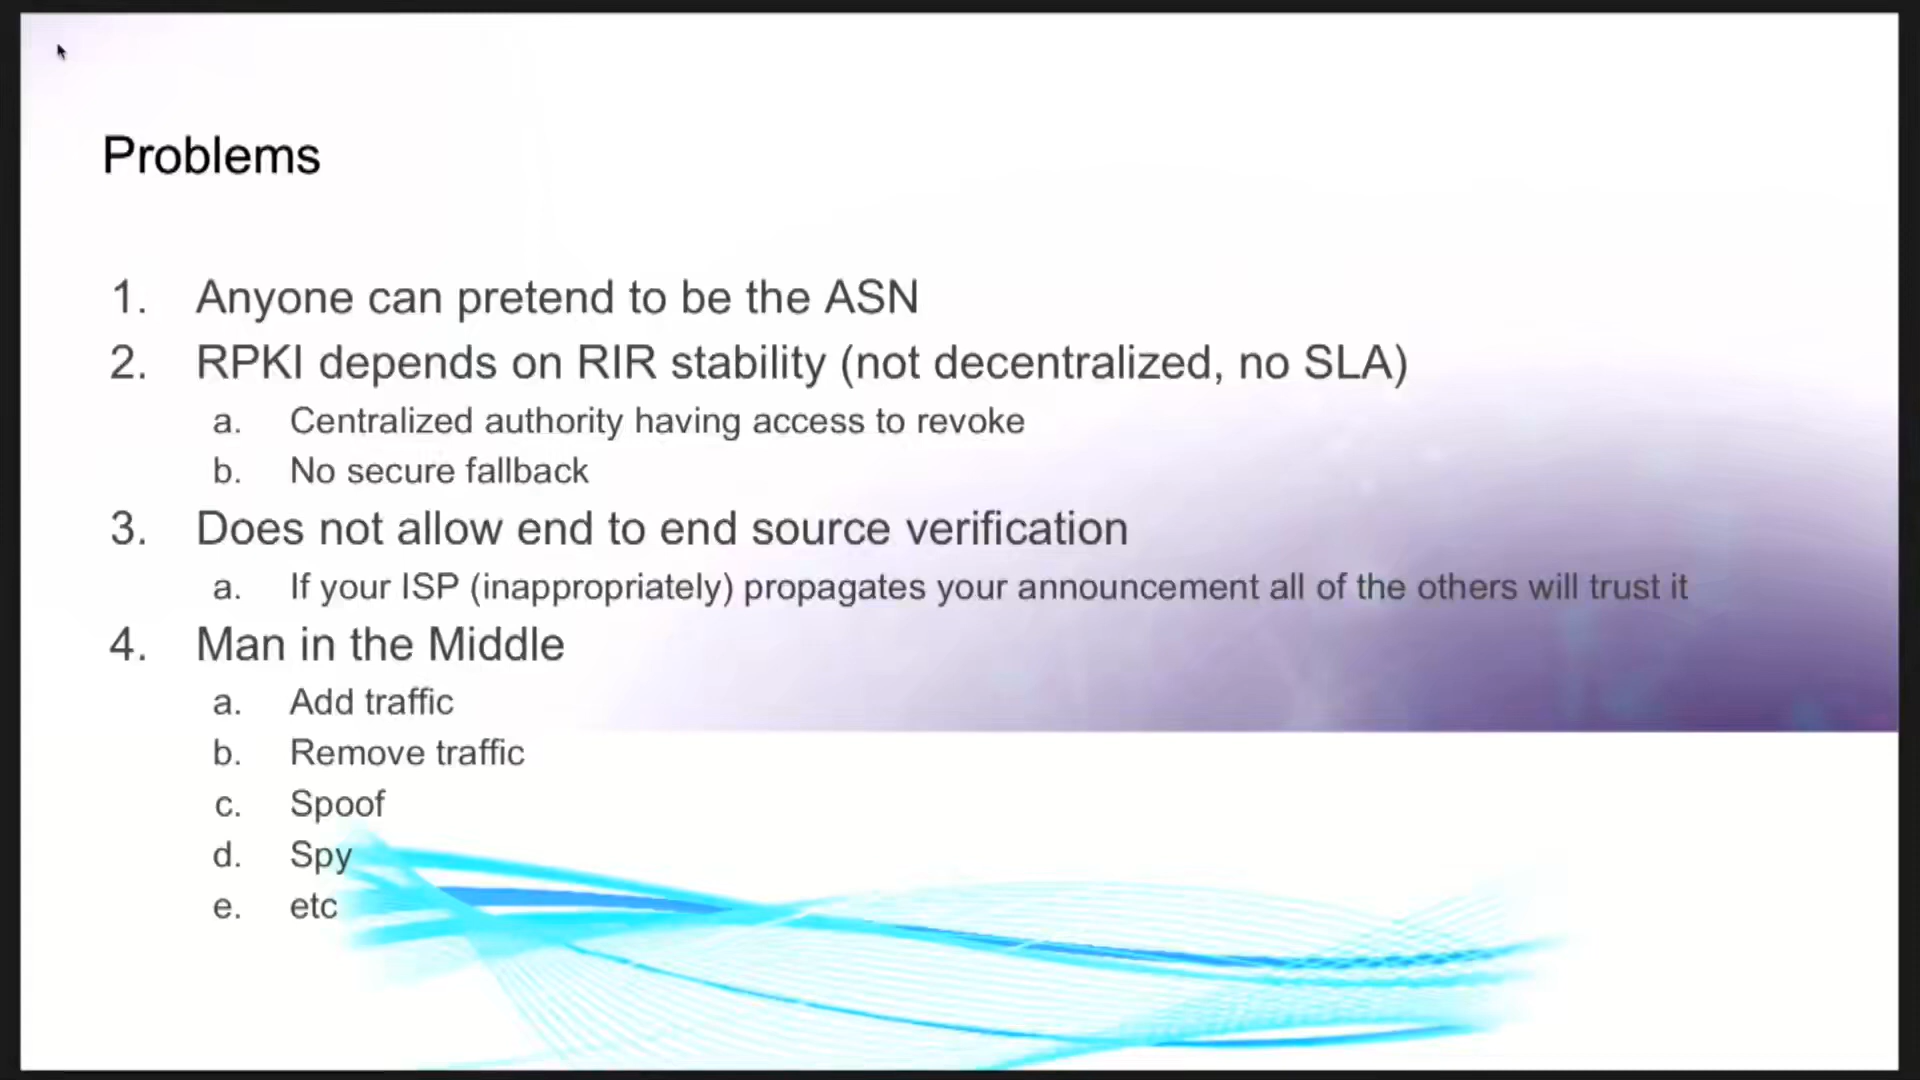 Problems
1. Anyone can pretend to be the ASN
2. RPKI depends on RIR stability (not decentralized, no SLA)
a. Centralized authority having access to revoke
b. No secure fallback
3. Does not allow end to end source verification
a. If your ISP (inappropriately) propagates your announcement all of the others will trust it
4. Man in the Middle
a. Add traffic
b. Remove traffic
c. Spoof
d. Spy
e. etc